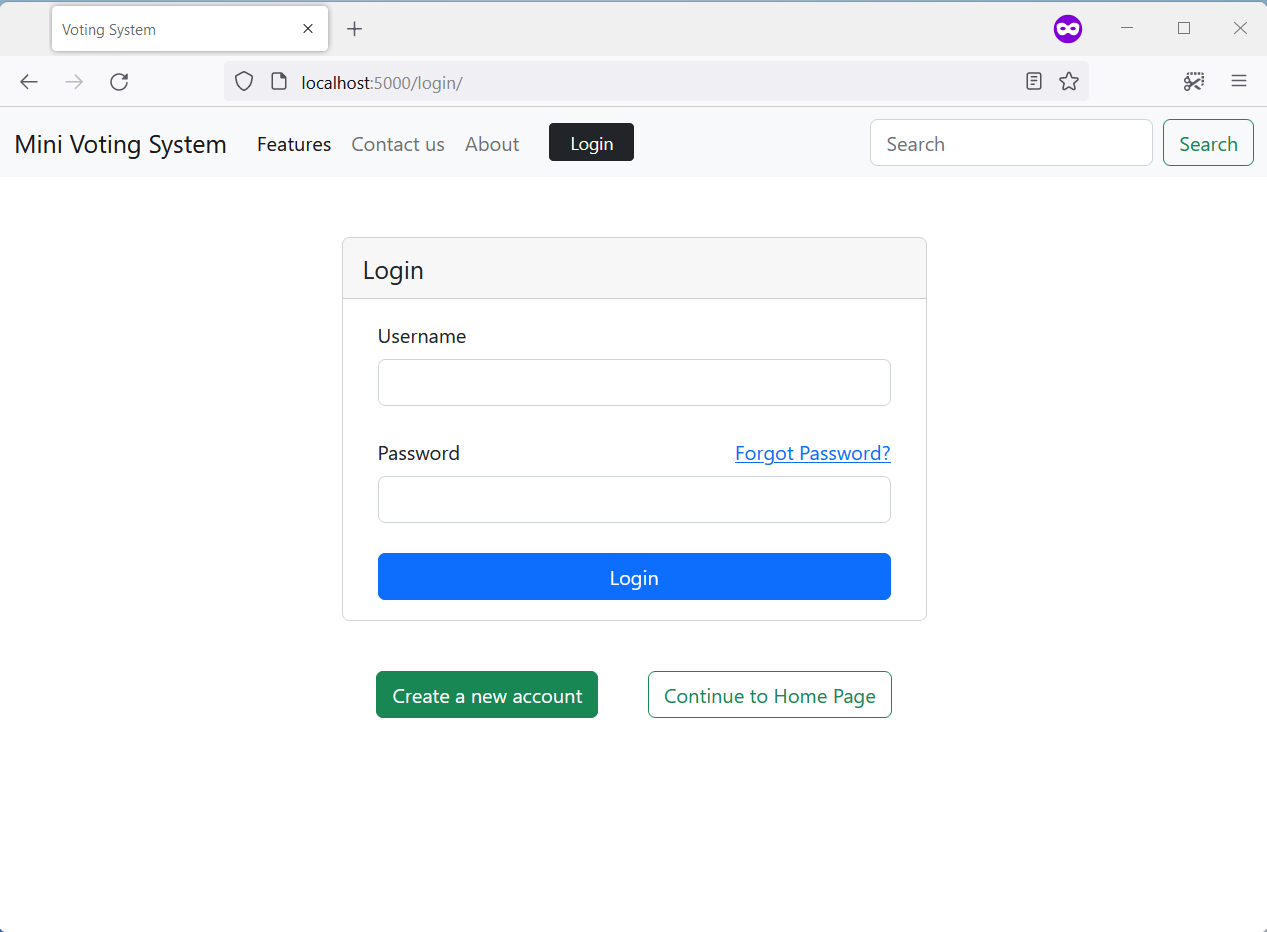 Voting System
localhost:5000/login/
Mini Voting System Features Contact us About Login Search Search
Login
Username
Password Forgot Password?
Login
Create a new account Continue to Home Page